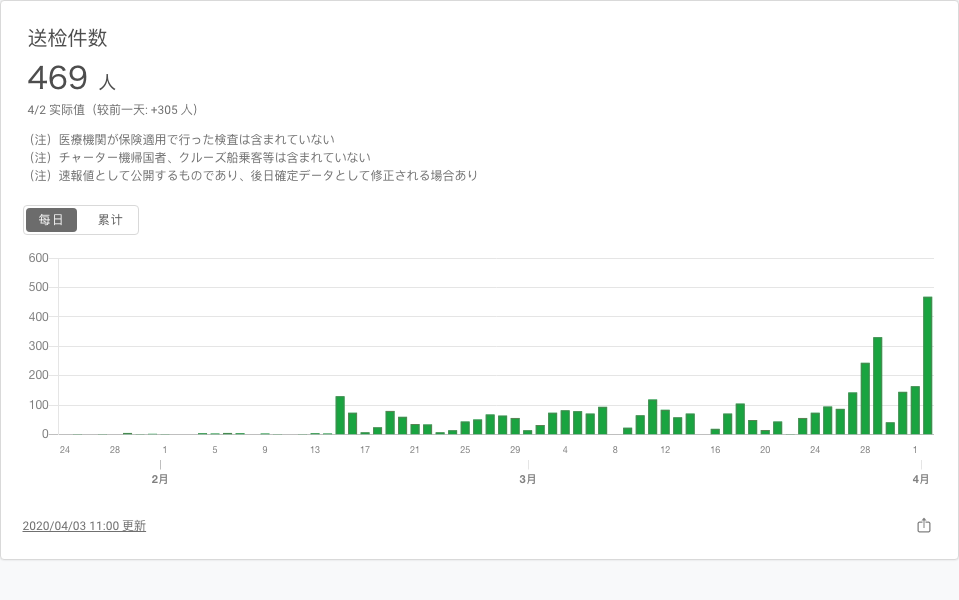 送检件数
469 人
4/2 实际值（较前一天: +305 人）
（注）医療機関が保険適用で行った検査は含まれていない
（注）チャーター機帰国者、クルーズ船乗客等は含まれていない
（注）速報値として公開するものであり、後日確定データとして修正される場合あり
每日 累计
600
500
400
300
200
100
0
24 28 1 5 9 13 17 21 25 29 4 8 12 16 20 24 28 1
2月 3月 4月
2020/04/03 11:00 更新